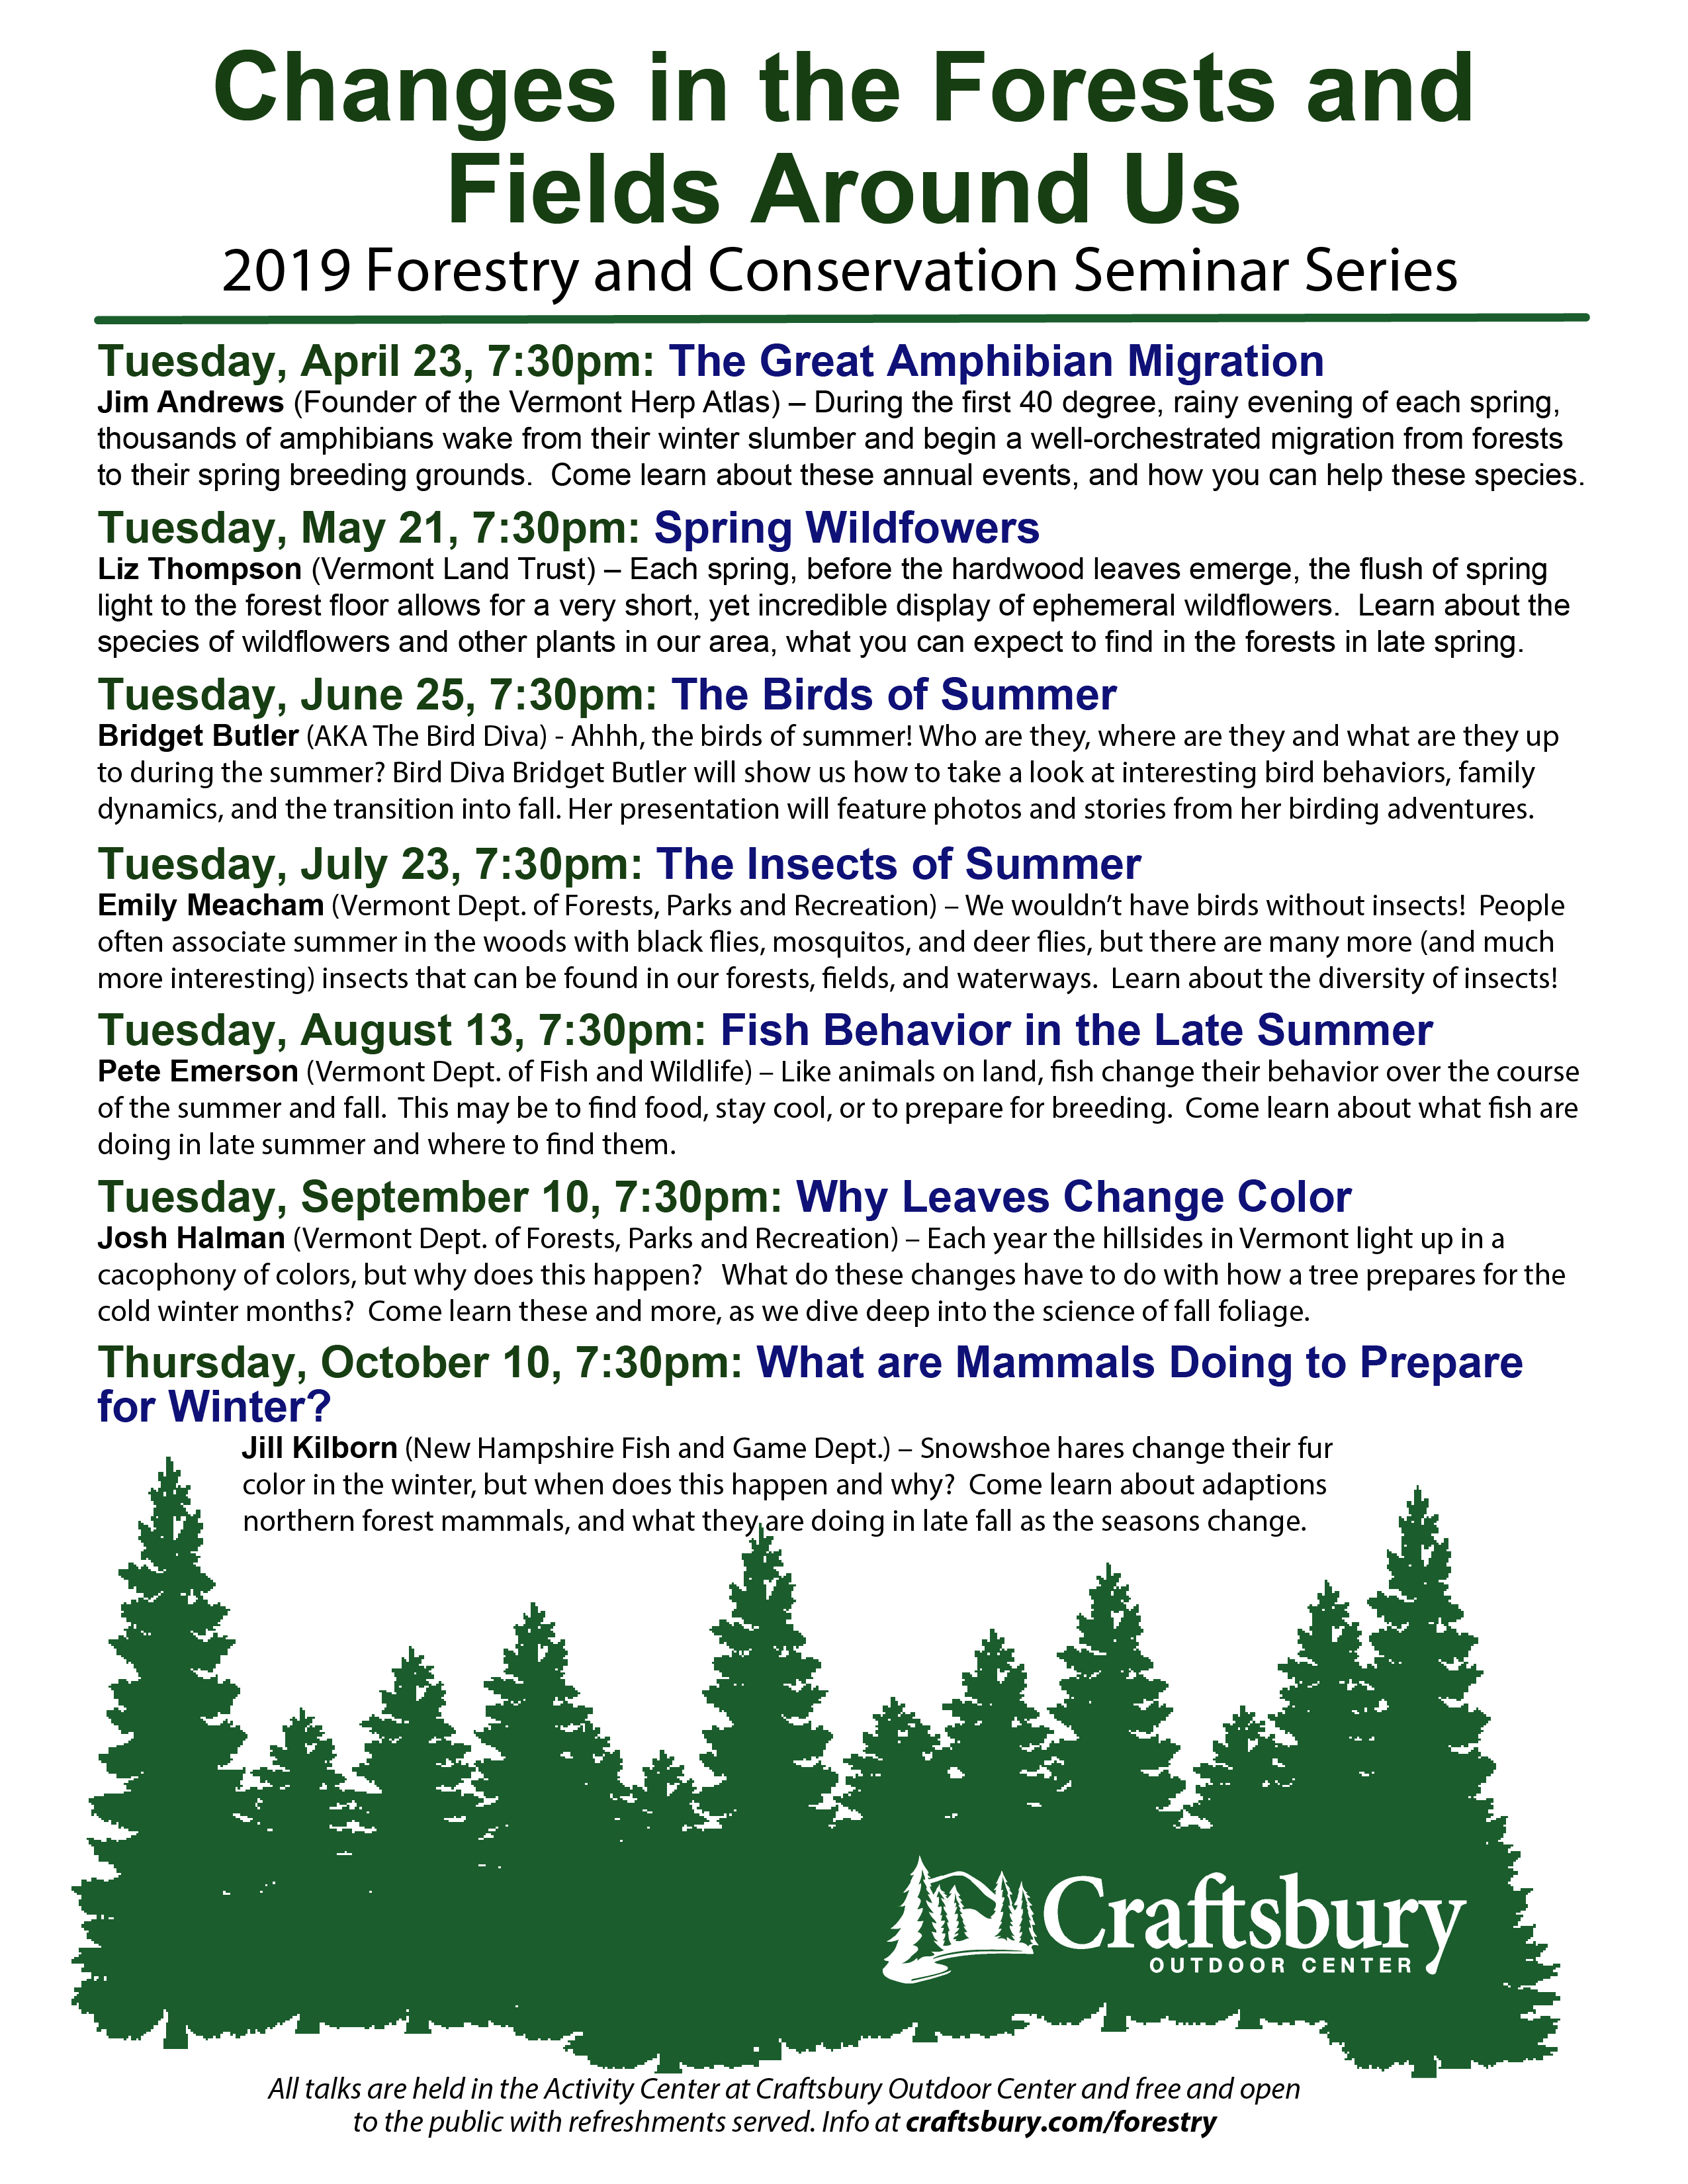 Changes in the Forests and
Fields Around Us
2019 Forestry and Conservation Seminar Series
Tuesday, April 23, 7:30pm: The Great Amphibian Migration
Jim Andrews (Founder of the Vermont Herp Atlas) – During the first 40 degree, rainy evening of each spring,
thousands of amphibians wake from their winter slumber and begin a well-orchestrated migration from forests
to their spring breeding grounds.  Come learn about these annual events, and how you can help these species.
Tuesday, May 21, 7:30pm: Spring Wildfowers
Liz Thompson (Vermont Land Trust) – Each spring, before the hardwood leaves emerge, the flush of spring
light to the forest floor allows for a very short, yet incredible display of ephemeral wildflowers.  Learn about the
species of wildflowers and other plants in our area, what you can expect to find in the forests in late spring.
Tuesday, June 25, 7:30pm: The Birds of Summer
Bridget Butler (AKA The Bird Diva) - Ahhh, the birds of summer! Who are they, where are they and what are they up
to during the summer? Bird Diva Bridget Butler will show us how to take a look at interesting bird behaviors, family
dynamics, and the transition into fall. Her presentation will feature photos and stories from her birding adventures.
Tuesday, July 23, 7:30pm: The Insects of Summer
Emily Meacham (Vermont Dept. of Forests, Parks and Recreation) – We wouldn’t have birds without insects!  People
often associate summer in the woods with black flies, mosquitos, and deer flies, but there are many more (and much
more interesting) insects that can be found in our forests, fields, and waterways.  Learn about the diversity of insects!
Tuesday, August 13, 7:30pm: Fish Behavior in the Late Summer
Pete Emerson (Vermont Dept. of Fish and Wildlife) – Like animals on land, fish change their behavior over the course
of the summer and fall.  This may be to find food, stay cool, or to prepare for breeding.  Come learn about what fish are
doing in late summer and where to find them.
Tuesday, September 10, 7:30pm: Why Leaves Change Color
Josh Halman (Vermont Dept. of Forests, Parks and Recreation) – Each year the hillsides in Vermont light up in a
cacophony of colors, but why does this happen?   What do these changes have to do with how a tree prepares for the
cold winter months?  Come learn these and more, as we dive deep into the science of fall foliage.
Thursday, October 10, 7:30pm: What are Mammals Doing to Prepare
for Winter?
Jill Kilborn (New Hampshire Fish and Game Dept.) – Snowshoe hares change their fur
color in the winter, but when does this happen and why?  Come learn about adaptions
northern forest mammals, and what they are doing in late fall as the seasons change.
Craftsbury
OUTDOOR CENTER
All talks are held in the Activity Center at Craftsbury Outdoor Center and free and open
to the public with refreshments served. Info at craftsbury.com/forestry